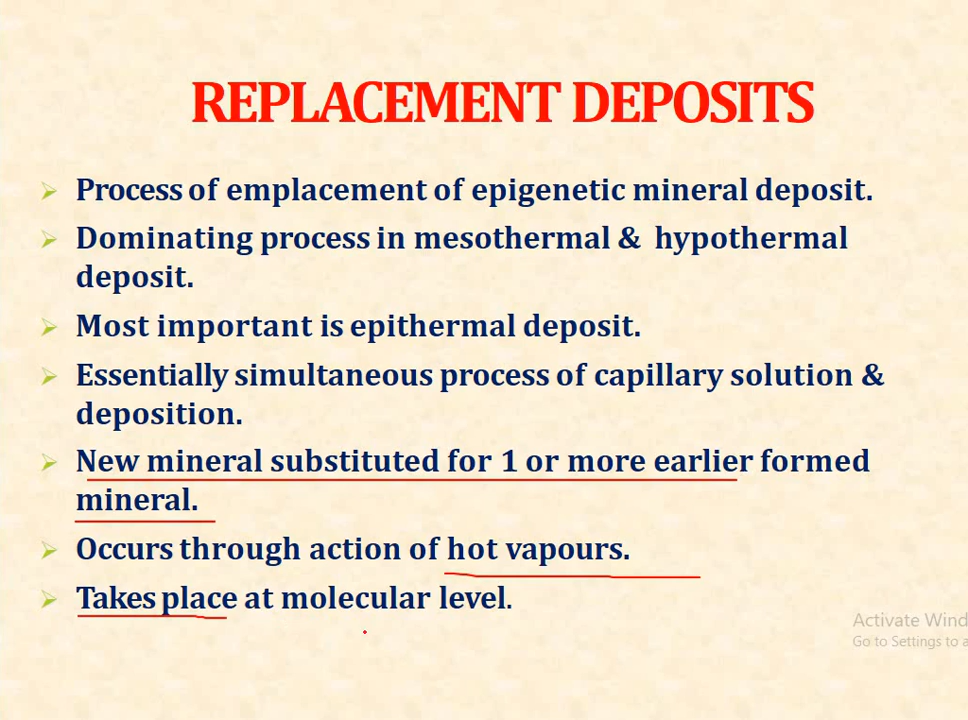 REPLACEMENT DEPOSITS
Process of emplacement of epigenetic mineral deposit.
Dominating process in mesothermal & hypothermal
deposit.
Most important is epithermal deposit.
Essentially simultaneous process of capillary solution &
deposition.
New mineral substituted for 1 or more earlier formed
mineral.
Occurs through action of hot vapours.
Takes place at molecular level.
Activate Wind
Go to Settings to a